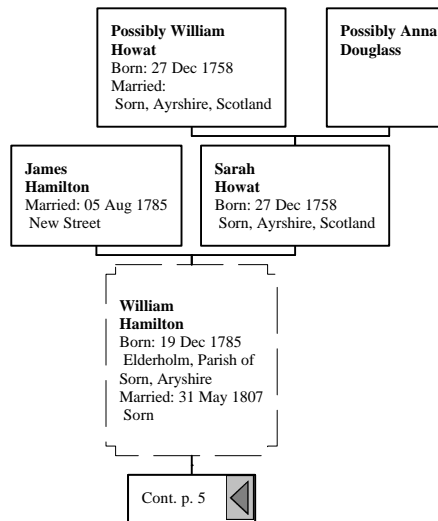 Possibly William
Howat
Born: 27 Dec 1758
Married:
Sorn, Ayrshire, Scotland
Possibly Anna
Douglass
James
Hamilton
Married: 05 Aug 1785
New Street
Sarah
Howat
Born: 27 Dec 1758
Sorn, Ayrshire, Scotland
William
Hamilton
Born: 19 Dec 1785
Elderholm, Parish of
Sorn, Aryshire
Married: 31 May 1807
Sorn
Cont. p. 5